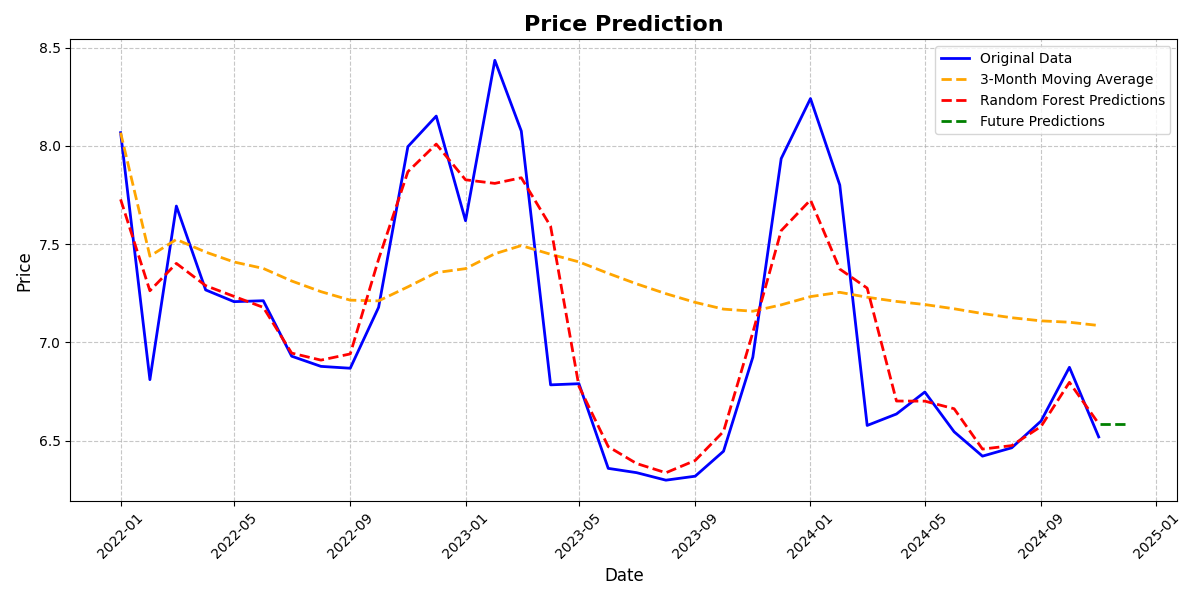 Price Prediction
8.5
8.0
7.5
7.0
6.5
Price
Original Data
3-Month Moving Average
Random Forest Predictions
Future Predictions
2022-01
2022-05
2022-09
2023-01
2023-05
2023-09
2024-01
2024-05
2024-09
2025-01
Date